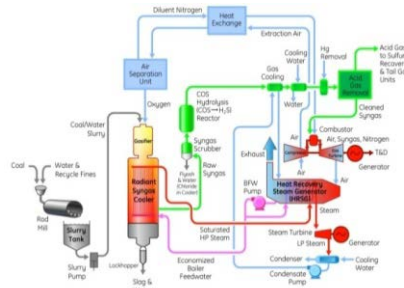 Diluent Nitrogen
Heat
Exchange
Extraction Air
Air
Separation
Unit
Oxygen
Cooling
Water
Hg
Removal
Gas
Cooling
Water
Acid Gas
to Sulfur
Recovery
& Tail Gas
Units
Acid
Gas
Removal
Cleaned
Syngas
COS
Hydrolysis
(COS→H₂S)
Reactor
Coal/Water
Slurry
Gasifier
Syngas
Scrubber
Raw
Syngas
Flyash
& Water
Radiant
Syngas
Cooler
Combustor
Air, Syngas, Nitrogen
Air
Air
Exhaust
T&D
Generator
Coal
Water &
Recycle Fines
Rod
Mill
Slurry
Tank
Slurry
Pump
Lockhopper
Slag &
BFW
Pump
Heat Recovery
Steam Generator
(HRSG)
Saturated
HP Steam
Economized
Boiler
Feedwater
Steam
Steam Turbine
LP Steam
Generator
Condenser
Cooling
Water
Condensate
Pump